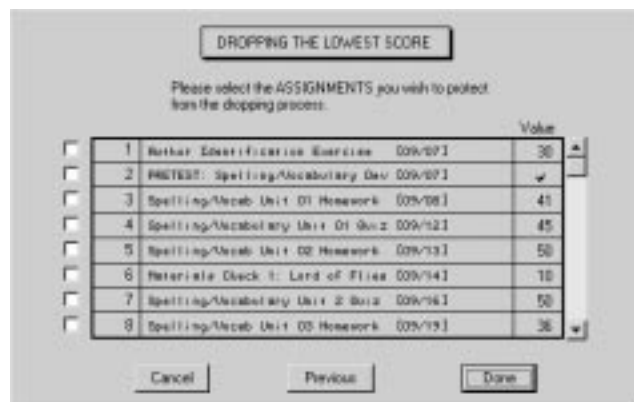 DROPPING THE LOWEST SCORE
Please select the ASSIGNMENTS you wish to protect
from the dropping process.
Value
1 Author Identification Exercise [09/07] 30
2 PRETEST: Spelling/Vocabulary Dev [09/07] ✓
3 Spelling/Vocab Unit 01 Homework [09/08] 41
4 Spelling/Vocabulary Unit 01 Quiz [09/12] 45
5 Spelling/Vocab Unit 02 Homework [09/13] 50
6 Materials Check 1: Lord of Flies [09/14] 10
7 Spelling/Vocabulary Unit 2 Quiz [09/16] 50
8 Spelling/Vocab Unit 03 Homework [09/19] 36
Cancel Previous Done